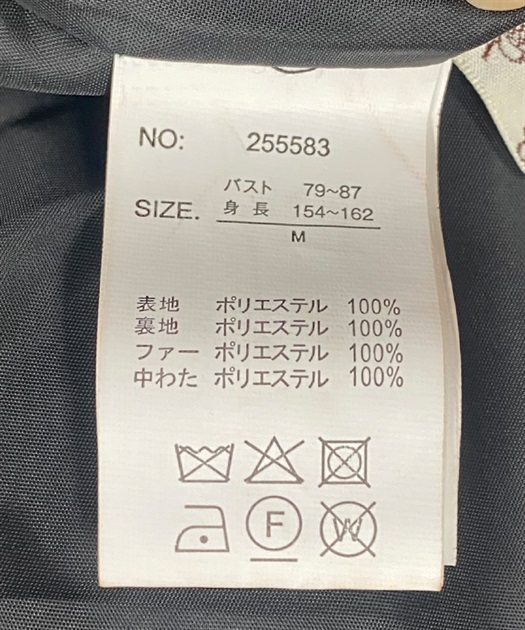 NO: 255583
バスト 79~87
SIZE. 身長 154~162
M
表地 ポリエステル 100%
裏地 ポリエステル 100%
ファー ポリエステル 100%
中わた ポリエステル 100%
F
W